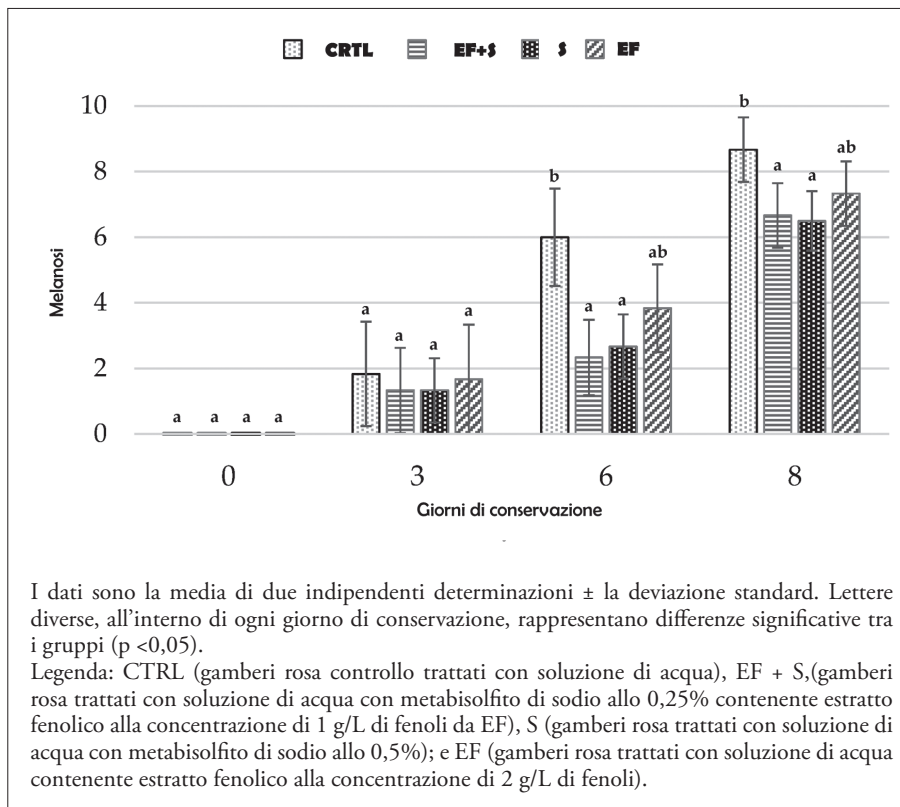 CRTL EF+S S EF
10
8
6
4
2
0
Melanosi
a a a a
a a a a
b a a ab
b a a ab
0 3 6 8
Giorni di conservazione
I dati sono la media di due indipendenti determinazioni ± la deviazione standard. Lettere
diverse, all’interno di ogni giorno di conservazione, rappresentano differenze significative tra
i gruppi (p <0,05).
Legenda: CTRL (gamberi rosa controllo trattati con soluzione di acqua), EF + S,(gamberi
rosa trattati con soluzione di acqua con metabisolfito di sodio allo 0,25% contenente estratto
fenolico alla concentrazione di 1 g/L di fenoli da EF), S (gamberi rosa trattati con soluzione di
acqua con metabisolfito di sodio allo 0,5%); e EF (gamberi rosa trattati con soluzione di acqua
contenente estratto fenolico alla concentrazione di 2 g/L di fenoli).